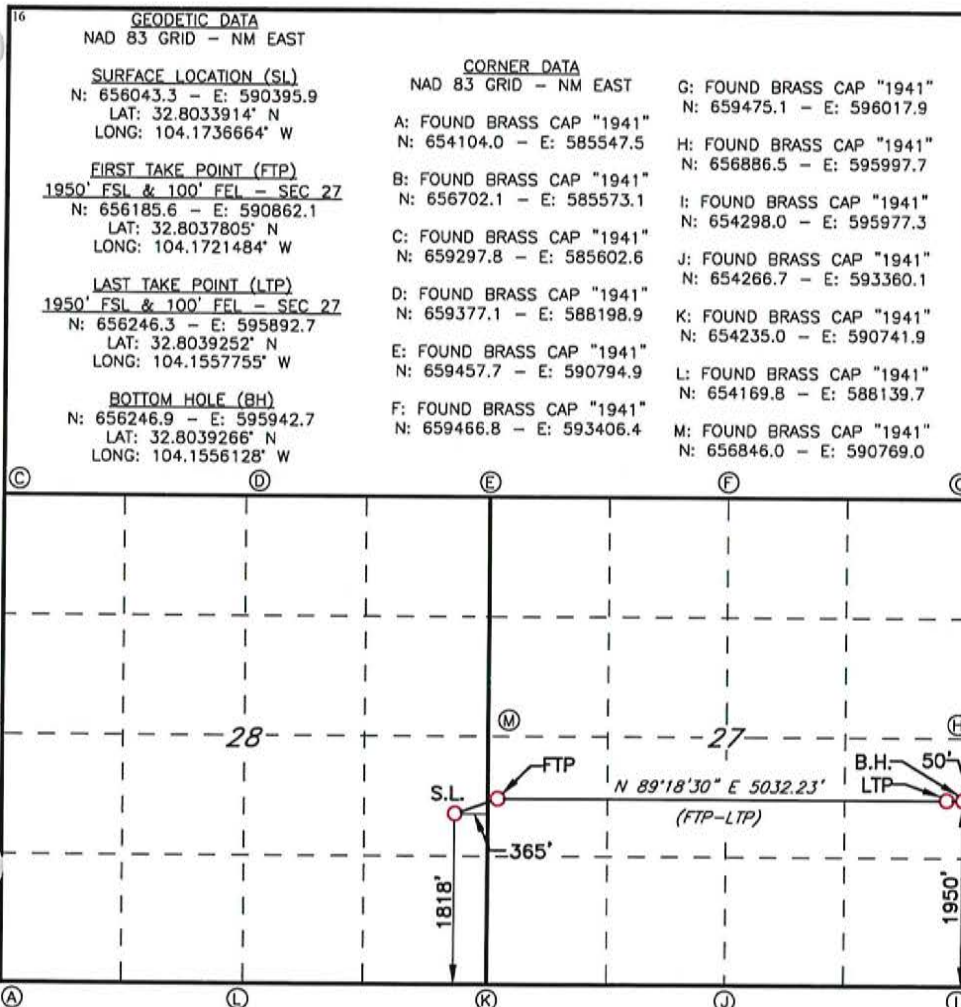 16
GEODETIC DATA
NAD 83 GRID - NM EAST
SURFACE LOCATION (SL)
N: 656043.3 - E: 590395.9
LAT: 32.8033914° N
LONG: 104.1736664° W
FIRST TAKE POINT (FTP)
1950' FSL & 100' FEL - SEC 27
N: 656185.6 - E: 590862.1
LAT: 32.8037805° N
LONG: 104.1721484° W
LAST TAKE POINT (LTP)
1950' FSL & 100' FEL - SEC 27
N: 656246.3 - E: 595892.7
LAT: 32.8039252° N
LONG: 104.1557755° W
BOTTOM HOLE (BH)
N: 656246.9 - E: 595942.7
LAT: 32.8039266° N
LONG: 104.1556128° W
CORNER DATA
NAD 83 GRID - NM EAST
A: FOUND BRASS CAP "1941"
N: 654104.0 - E: 585547.5
B: FOUND BRASS CAP "1941"
N: 656702.1 - E: 585573.1
C: FOUND BRASS CAP "1941"
N: 659297.8 - E: 585602.6
D: FOUND BRASS CAP "1941"
N: 659377.1 - E: 588198.9
E: FOUND BRASS CAP "1941"
N: 659457.7 - E: 590794.9
F: FOUND BRASS CAP "1941"
N: 659466.8 - E: 593406.4
G: FOUND BRASS CAP "1941"
N: 659475.1 - E: 596017.9
H: FOUND BRASS CAP "1941"
N: 656886.5 - E: 595997.7
I: FOUND BRASS CAP "1941"
N: 654298.0 - E: 595977.3
J: FOUND BRASS CAP "1941"
N: 654266.7 - E: 593360.1
K: FOUND BRASS CAP "1941"
N: 654235.0 - E: 590741.9
L: FOUND BRASS CAP "1941"
N: 654169.8 - E: 588139.7
M: FOUND BRASS CAP "1941"
N: 656846.0 - E: 590769.0
C D E F
M H
28 27
FTP
B.H. 50'
LTP
S.L.
N 89°18'30" E 5032.23'
(FTP-LTP)
365'
1818'
1950'
A L K J